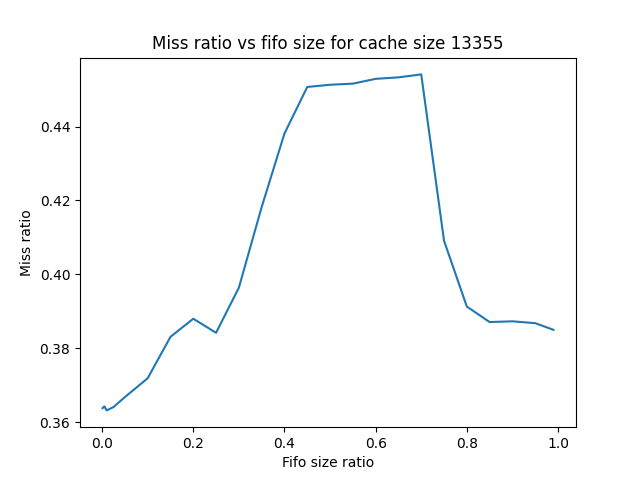 Miss ratio vs fifo size for cache size 13355
0.44
0.42
0.40
0.38
0.36
Miss ratio
0.0 0.2 0.4 0.6 0.8 1.0
Fifo size ratio